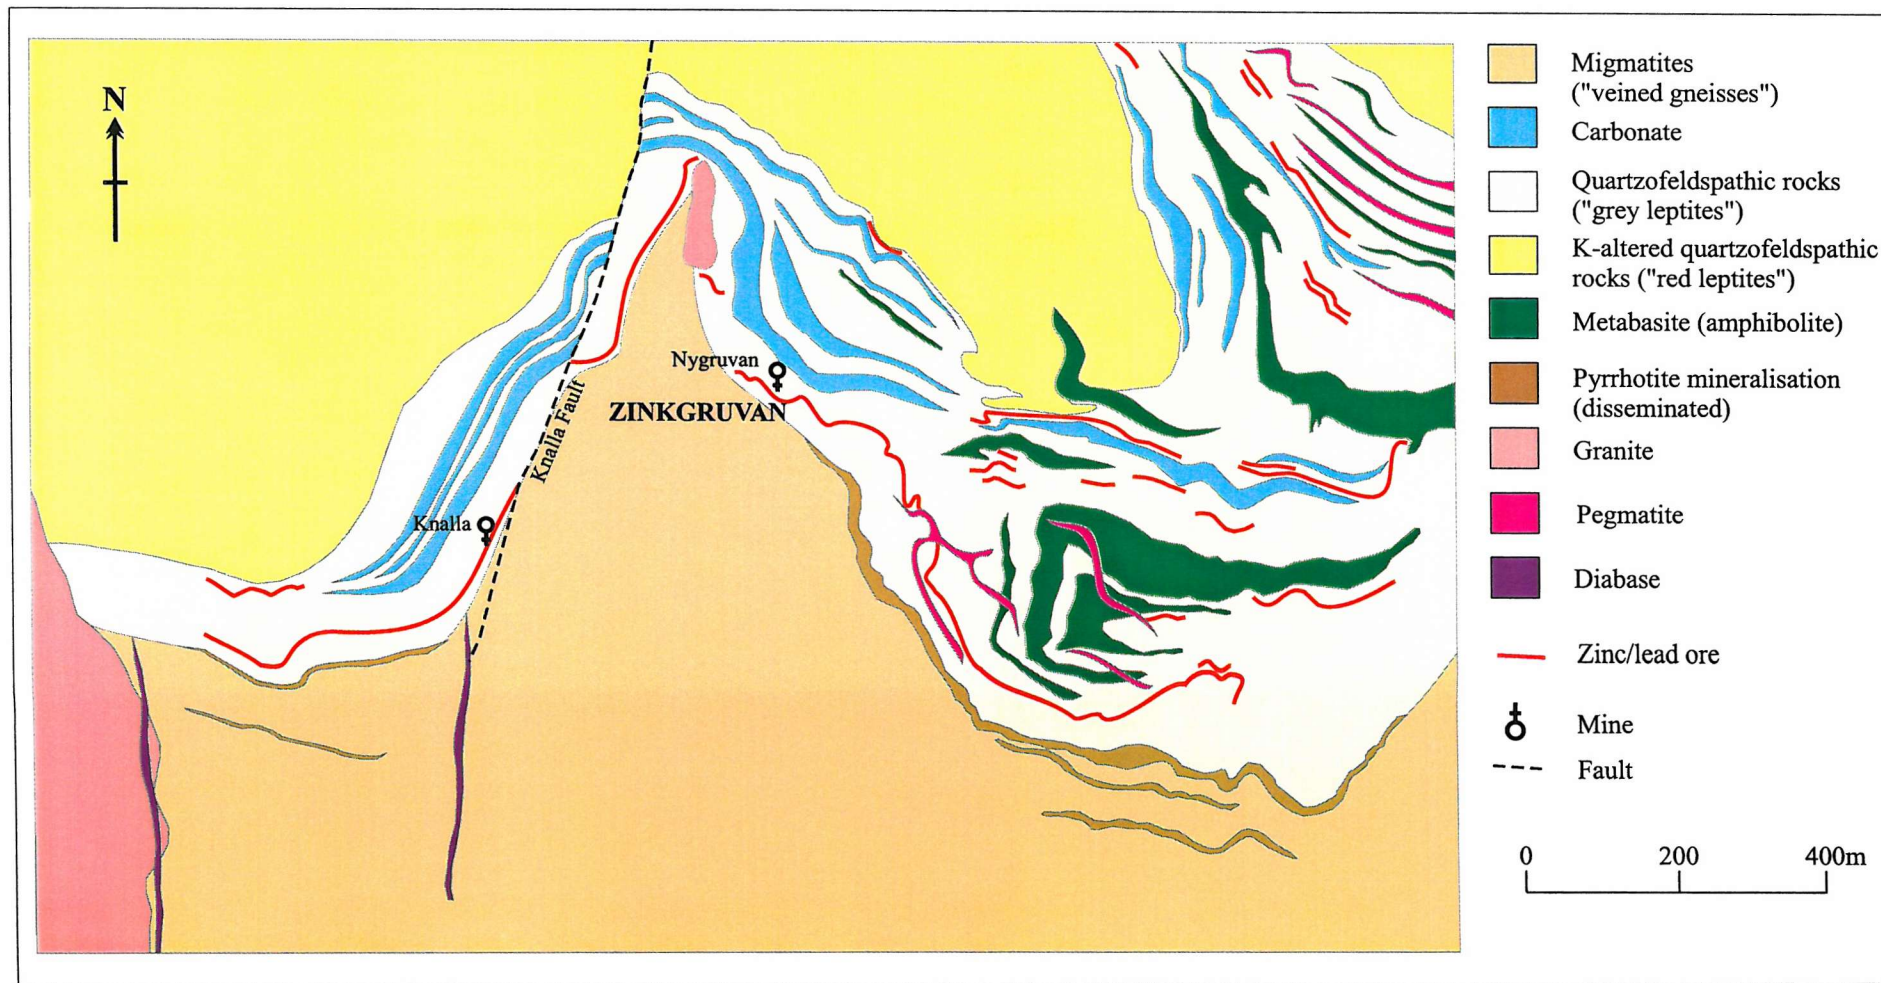 N
Nygruvan
ZINKGRUVAN
Knalla Fault
Knalla
Migmatites
("veined gneisses")
Carbonate
Quartzofeldspathic rocks
("grey leptites")
K-altered quartzofeldspathic
rocks ("red leptites")
Metabasite (amphibolite)
Pyrrhotite mineralisation
(disseminated)
Granite
Pegmatite
Diabase
Zinc/lead ore
Mine
Fault
0 200 400m